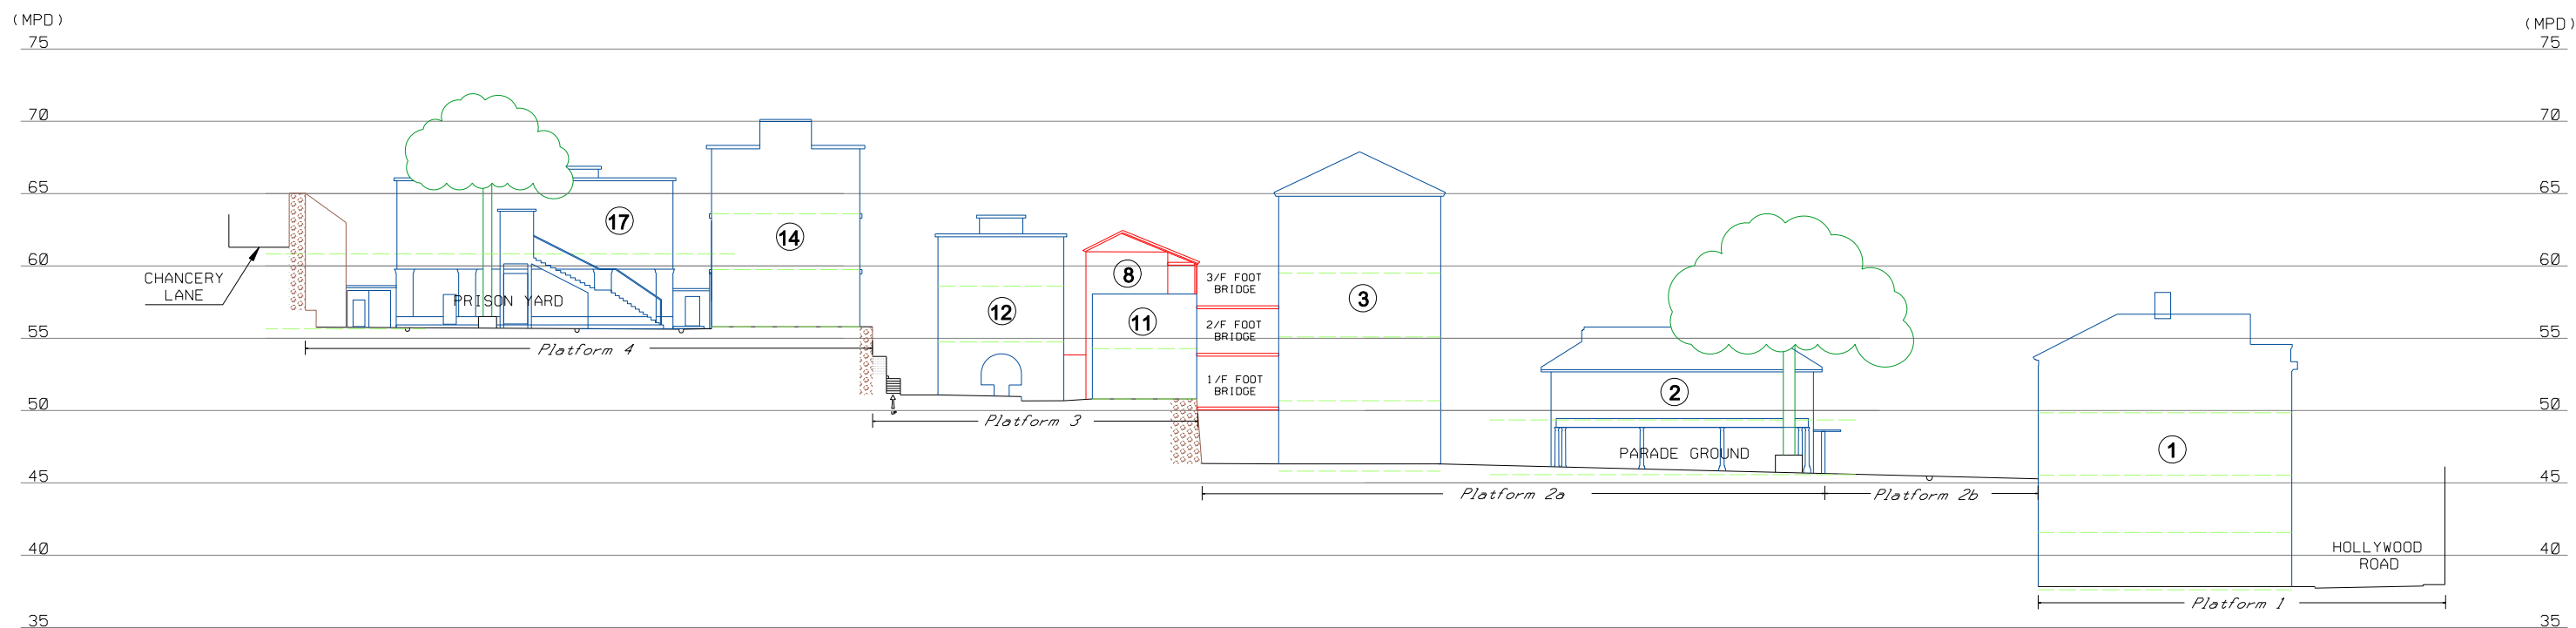 (MPD) (MPD)
75 75
70 70
65 65
17
14
60 60
CHANCERY
LANE
8
3/F FOOT
BRIDGE
3
PRISON YARD
12
11
2/F FOOT
BRIDGE
55 55
Platform 4
1/F FOOT
BRIDGE
2
50 50
Platform 3
PARADE GROUND
1
45 45
Platform 2a
Platform 2b
40 40
HOLLYWOOD
ROAD
Platform 1
35 35